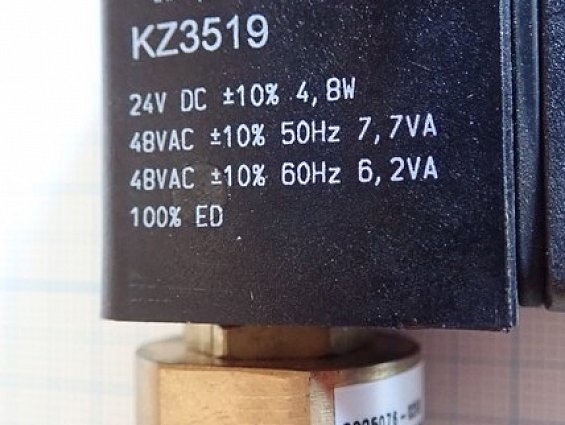 KZ3519
24V DC ±10% 4,8W
48VAC ±10% 50Hz 7,7VA
48VAC ±10% 60Hz 6,2VA
100% ED